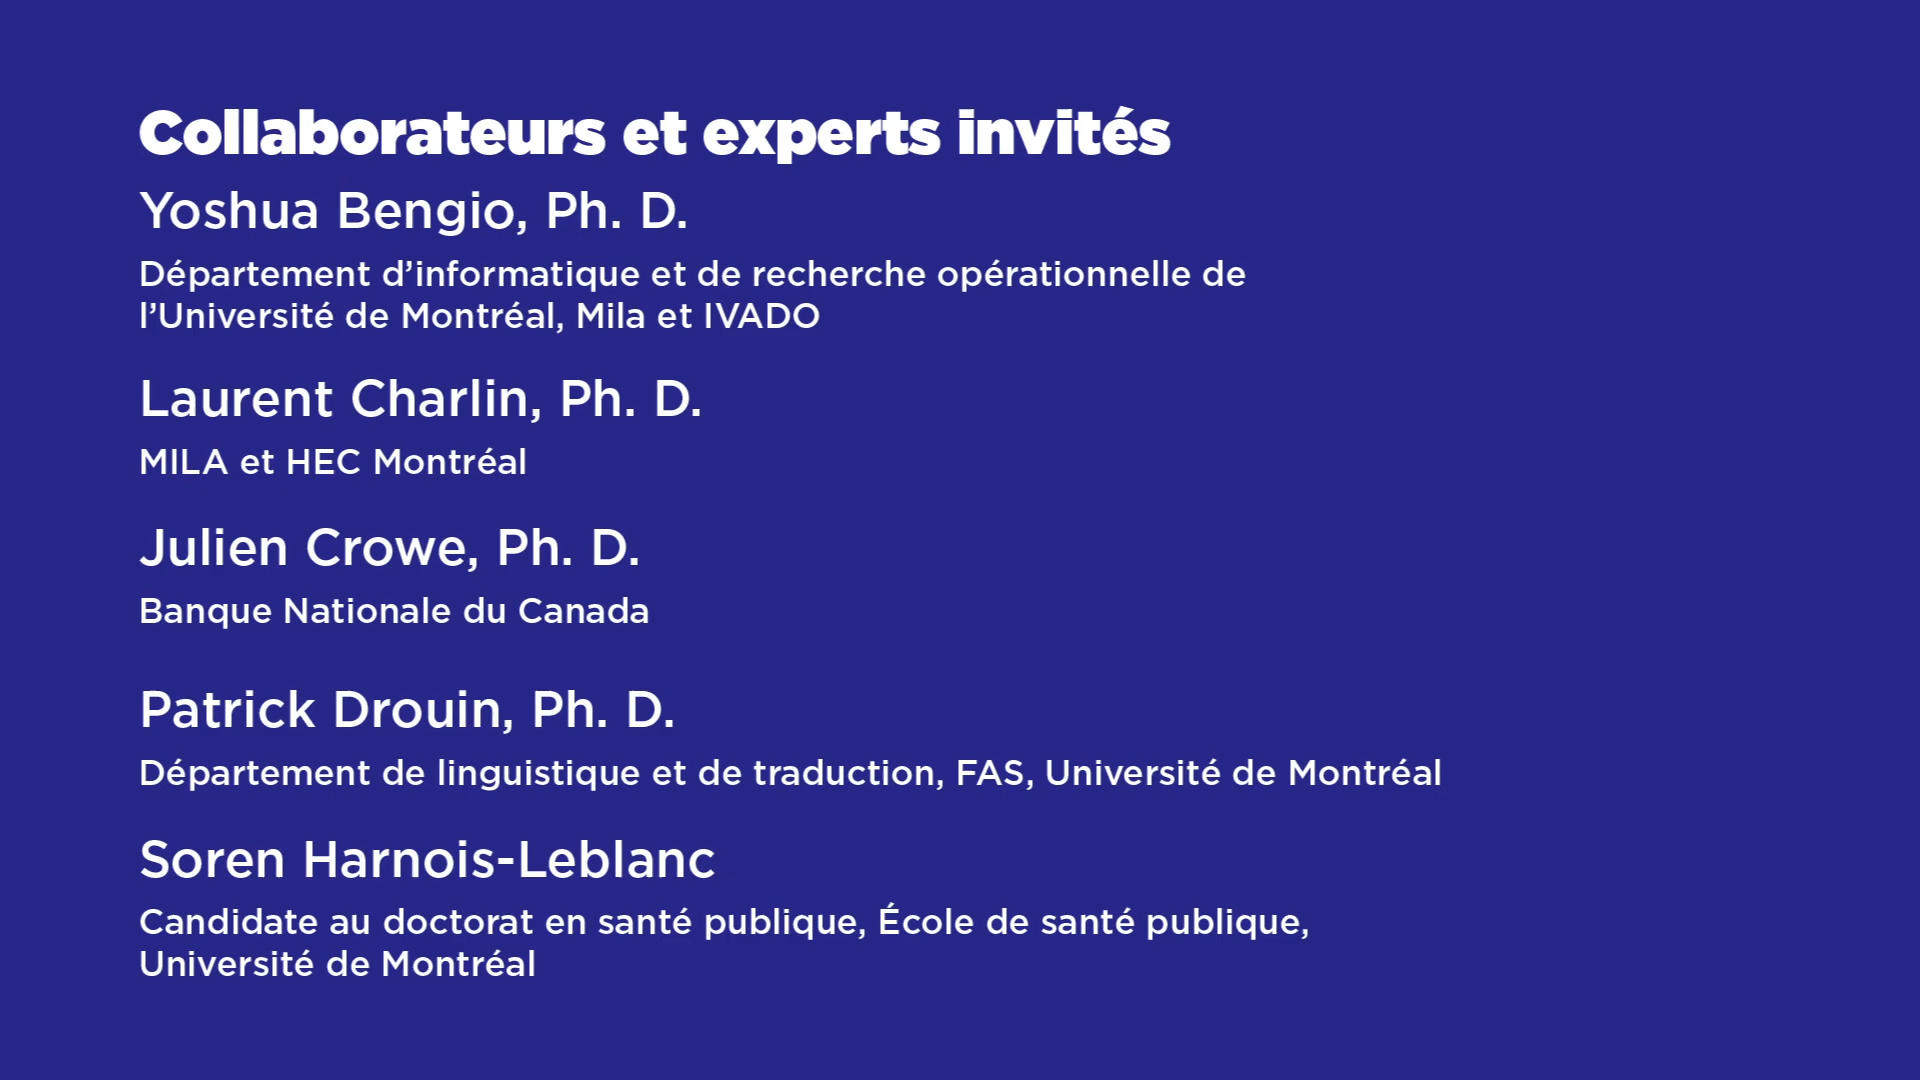 Collaborateurs et experts invités
Yoshua Bengio, Ph. D.
Département d’informatique et de recherche opérationnelle de
l’Université de Montréal, Mila et IVADO
Laurent Charlin, Ph. D.
MILA et HEC Montréal
Julien Crowe, Ph. D.
Banque Nationale du Canada
Patrick Drouin, Ph. D.
Département de linguistique et de traduction, FAS, Université de Montréal
Soren Harnois-Leblanc
Candidate au doctorat en santé publique, École de santé publique,
Université de Montréal